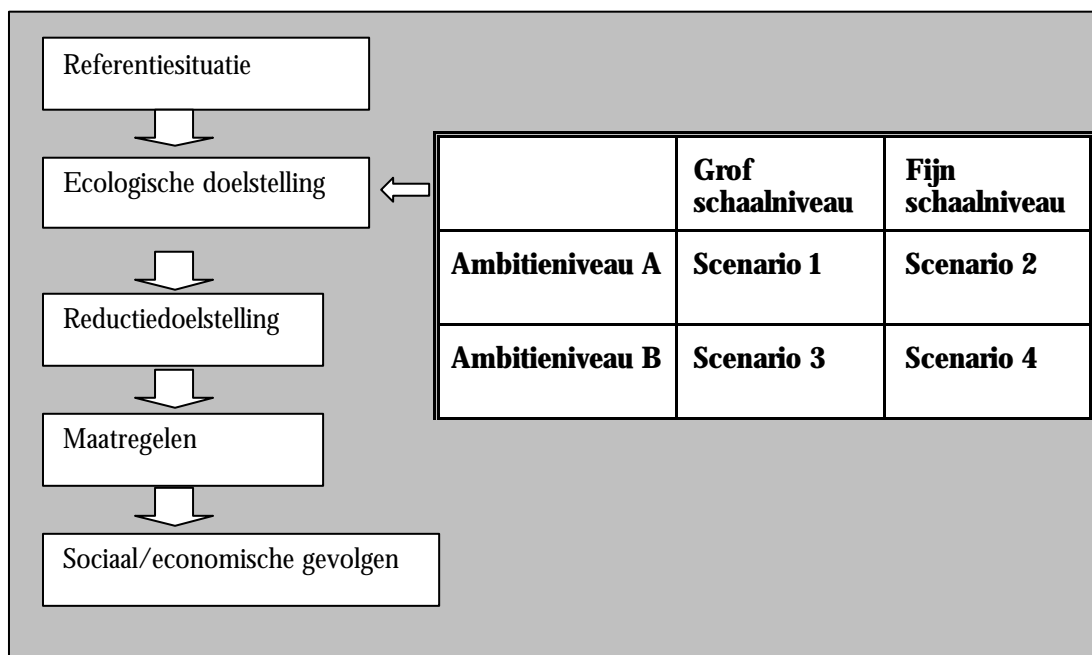 Referentiesituatie
Ecologische doelstelling
Reductiedoelstelling
Maatregelen
Sociaal/economische gevolgen
Grof schaalniveau
Fijn schaalniveau
Ambitieniveau A
Scenario 1
Scenario 2
Ambitieniveau B
Scenario 3
Scenario 4